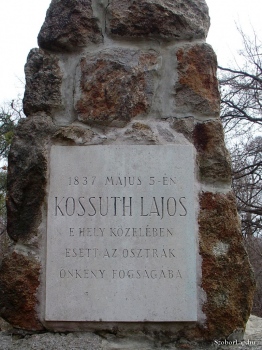 1837 MÁJUS 5-ÉN
KOSSUTH LAJOS
E HELY KÖZELÉBEN
ESETT AZ OSZTRÁK
ÖNKÉNY FOGSÁGÁBA